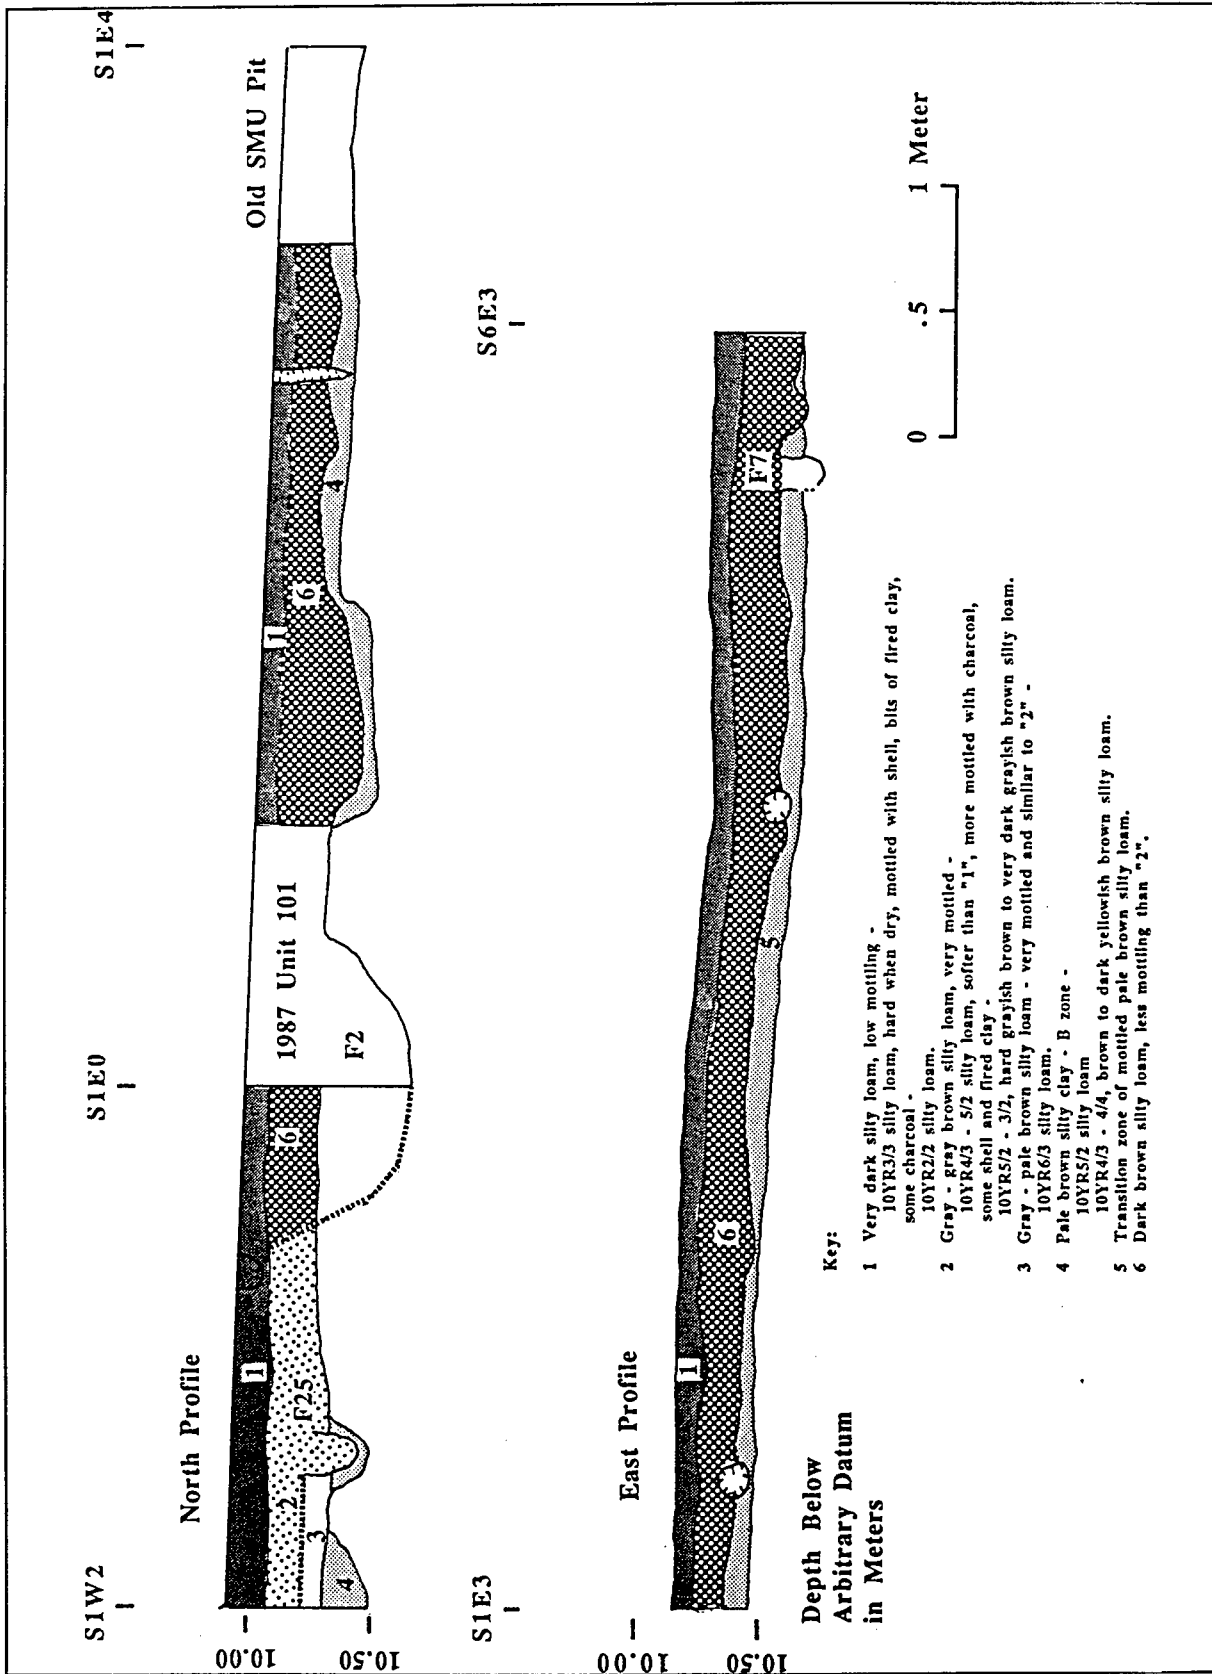 S1W2
S1E0
S1E4
North Profile
Old SMU Pit
1987 Unit 101
F2
F25
1
1
2
3
4
4
6
6
10.00
10.50
S1E3
S6E3
East Profile
1
5
6
F7
10.00
10.50
Depth Below
Arbitrary Datum
in Meters
0
.5
1 Meter
Key:
1 Very dark silty loam, low mottling -
10YR3/3 silty loam, hard when dry, mottled with shell, bits of fired clay,
some charcoal -
10YR2/2 silty loam.
2 Gray - gray brown silty loam, very mottled -
10YR4/3 - 5/2 silty loam, softer than "1", more mottled with charcoal,
some shell and fired clay -
10YR5/2 - 3/2, hard grayish brown to very dark grayish brown silty loam.
3 Gray - pale brown silty loam - very mottled and similar to "2" -
10YR6/3 silty loam.
4 Pale brown silty clay - B zone -
10YR5/2 silty loam
10YR4/3 - 4/4, brown to dark yellowish brown silty loam.
5 Transition zone of mottled pale brown silty loam.
6 Dark brown silty loam, less mottling than "2".